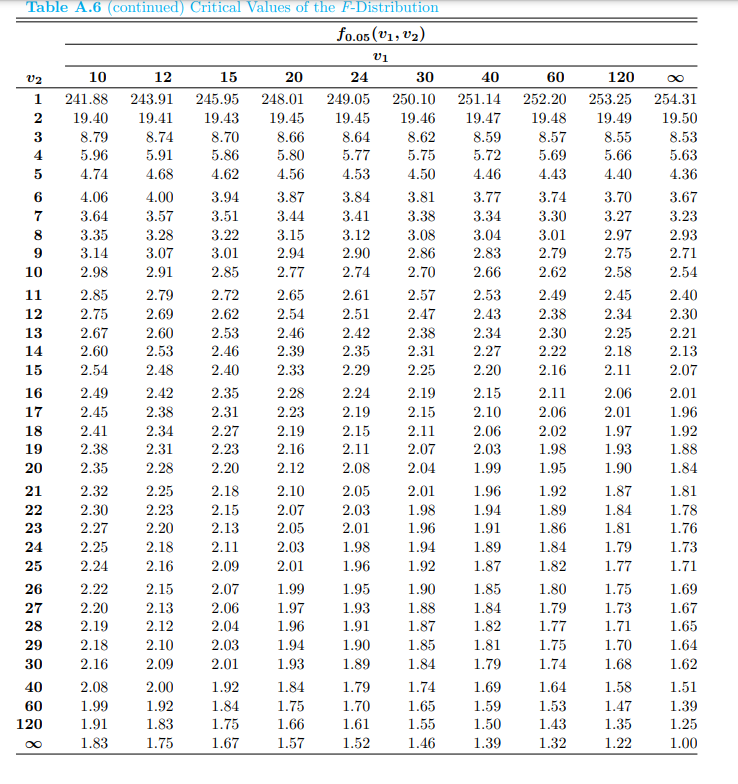 Table A.6 (continued) Critical Values of the F-Distribution
f0.05(v1, v2)
v1
v2 10 12 15 20 24 30 40 60 120 ∞
1 241.88 243.91 245.95 248.01 249.05 250.10 251.14 252.20 253.25 254.31
2 19.40 19.41 19.43 19.45 19.45 19.46 19.47 19.48 19.49 19.50
3 8.79 8.74 8.70 8.66 8.64 8.62 8.59 8.57 8.55 8.53
4 5.96 5.91 5.86 5.80 5.77 5.75 5.72 5.69 5.66 5.63
5 4.74 4.68 4.62 4.56 4.53 4.50 4.46 4.43 4.40 4.36
6 4.06 4.00 3.94 3.87 3.84 3.81 3.77 3.74 3.70 3.67
7 3.64 3.57 3.51 3.44 3.41 3.38 3.34 3.30 3.27 3.23
8 3.35 3.28 3.22 3.15 3.12 3.08 3.04 3.01 2.97 2.93
9 3.14 3.07 3.01 2.94 2.90 2.86 2.83 2.79 2.75 2.71
10 2.98 2.91 2.85 2.77 2.74 2.70 2.66 2.62 2.58 2.54
11 2.85 2.79 2.72 2.65 2.61 2.57 2.53 2.49 2.45 2.40
12 2.75 2.69 2.62 2.54 2.51 2.47 2.43 2.38 2.34 2.30
13 2.67 2.60 2.53 2.46 2.42 2.38 2.34 2.30 2.25 2.21
14 2.60 2.53 2.46 2.39 2.35 2.31 2.27 2.22 2.18 2.13
15 2.54 2.48 2.40 2.33 2.29 2.25 2.20 2.16 2.11 2.07
16 2.49 2.42 2.35 2.28 2.24 2.19 2.15 2.11 2.06 2.01
17 2.45 2.38 2.31 2.23 2.19 2.15 2.10 2.06 2.01 1.96
18 2.41 2.34 2.27 2.19 2.15 2.11 2.06 2.02 1.97 1.92
19 2.38 2.31 2.23 2.16 2.11 2.07 2.03 1.98 1.93 1.88
20 2.35 2.28 2.20 2.12 2.08 2.04 1.99 1.95 1.90 1.84
21 2.32 2.25 2.18 2.10 2.05 2.01 1.96 1.92 1.87 1.81
22 2.30 2.23 2.15 2.07 2.03 1.98 1.94 1.89 1.84 1.78
23 2.27 2.20 2.13 2.05 2.01 1.96 1.91 1.86 1.81 1.76
24 2.25 2.18 2.11 2.03 1.98 1.94 1.89 1.84 1.79 1.73
25 2.24 2.16 2.09 2.01 1.96 1.92 1.87 1.82 1.77 1.71
26 2.22 2.15 2.07 1.99 1.95 1.90 1.85 1.80 1.75 1.69
27 2.20 2.13 2.06 1.97 1.93 1.88 1.84 1.79 1.73 1.67
28 2.19 2.12 2.04 1.96 1.91 1.87 1.82 1.77 1.71 1.65
29 2.18 2.10 2.03 1.94 1.90 1.85 1.81 1.75 1.70 1.64
30 2.16 2.09 2.01 1.93 1.89 1.84 1.79 1.74 1.68 1.62
40 2.08 2.00 1.92 1.84 1.79 1.74 1.69 1.64 1.58 1.51
60 1.99 1.92 1.84 1.75 1.70 1.65 1.59 1.53 1.47 1.39
120 1.91 1.83 1.75 1.66 1.61 1.55 1.50 1.43 1.35 1.25
∞ 1.83 1.75 1.67 1.57 1.52 1.46 1.39 1.32 1.22 1.00